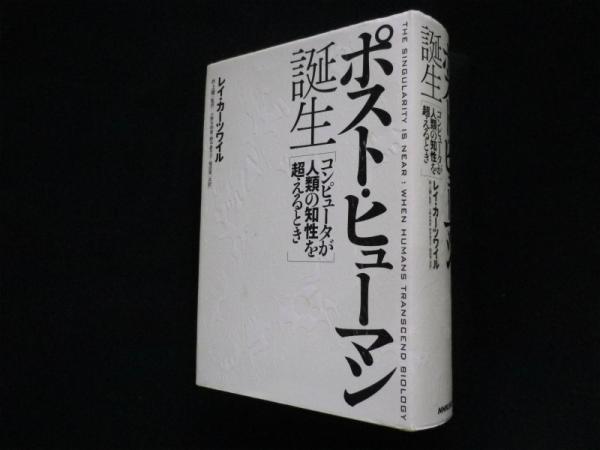 ポスト・ヒューマン
誕生
コンピュータが
人類の知性を
超えるとき
レイ・カーツワイル
THE SINGULARITY IS NEAR : WHEN HUMANS TRANSCEND BIOLOGY
ポスト・ヒューマン
誕生
コンピュータが
人類の知性を
超えるとき
レイ・カーツワイル